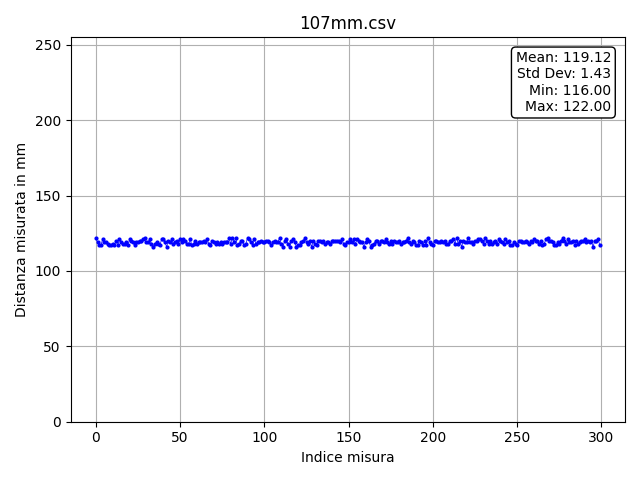 107mm.csv
Mean: 119.12
Std Dev: 1.43
Min: 116.00
Max: 122.00
Distanza misurata in mm
250
200
150
100
50
0
0 50 100 150 200 250 300
Indice misura